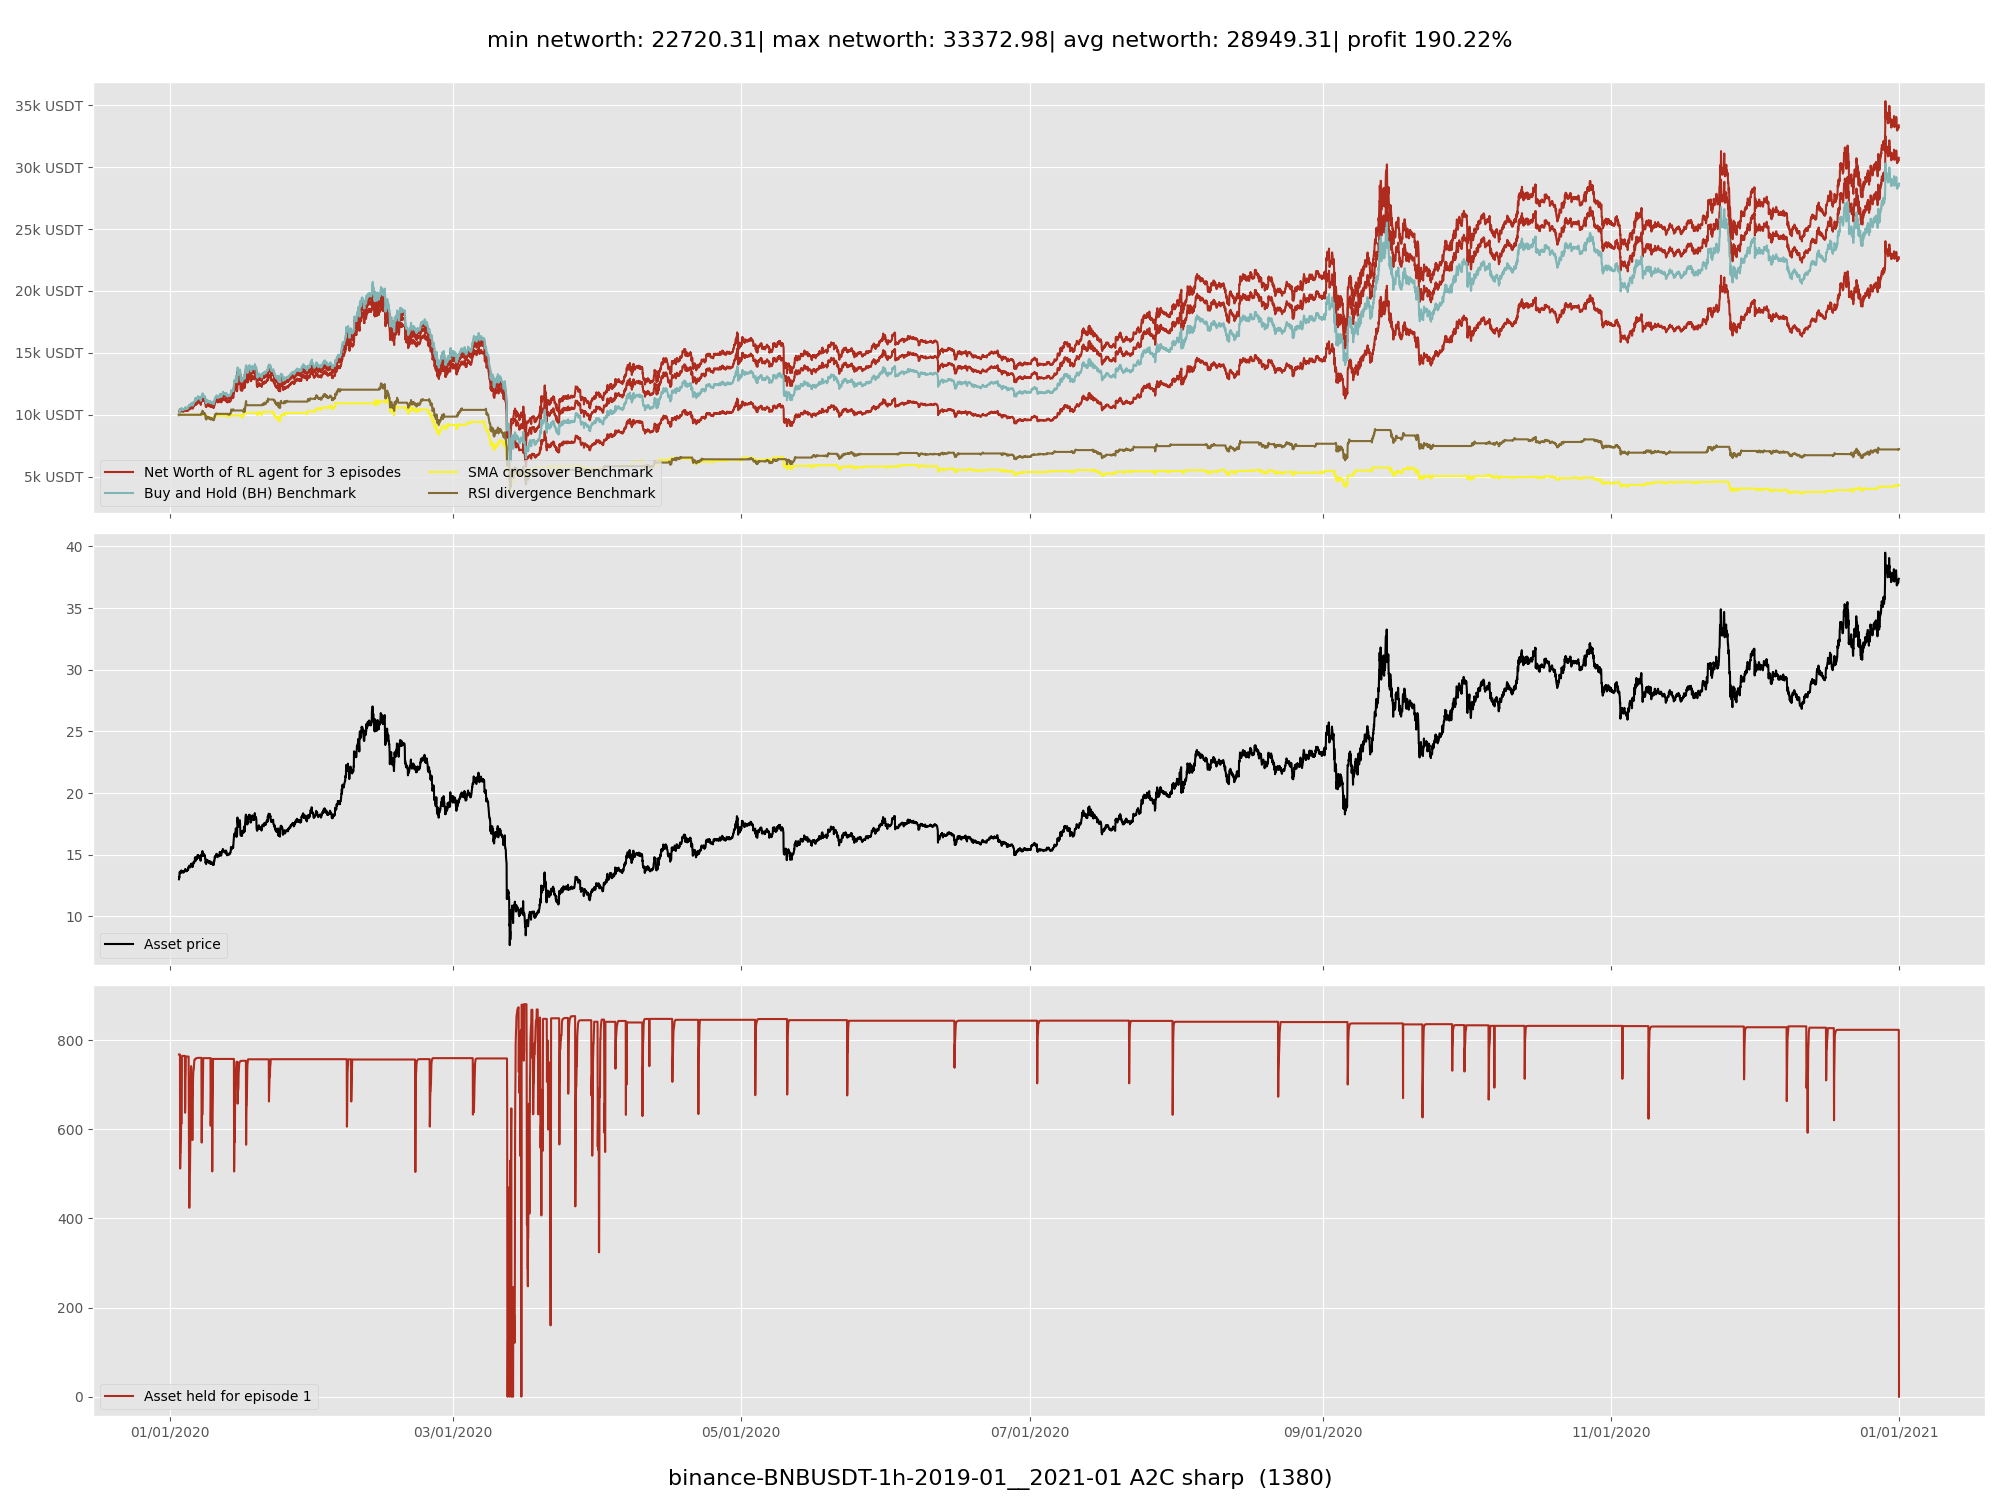 min networth: 22720.31| max networth: 33372.98| avg networth: 28949.31| profit 190.22%
35k USDT
30k USDT
25k USDT
20k USDT
15k USDT
10k USDT
5k USDT
Net Worth of RL agent for 3 episodes
Buy and Hold (BH) Benchmark
SMA crossover Benchmark
RSI divergence Benchmark
40
35
30
25
20
15
10
Asset price
800
600
400
200
0
Asset held for episode 1
01/01/2020 03/01/2020 05/01/2020 07/01/2020 09/01/2020 11/01/2020 01/01/2021
binance-BNBUSDT-1h-2019-01__2021-01 A2C sharp (1380)